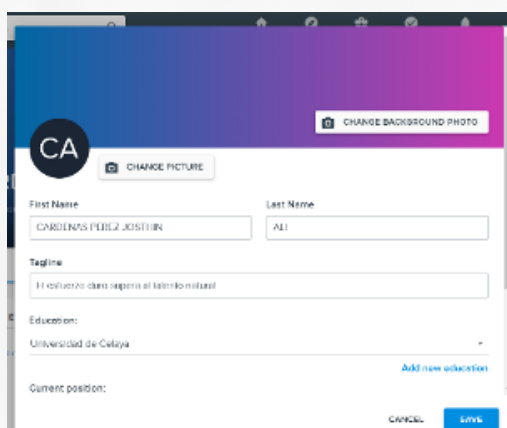 CHANGE BACKGROUND PHOTO
CA
CHANGE PICTURE
First Name
Last Name
CARDENAS PEREZ JOSTHIN
ALI
Tagline
El esfuerzo duro supera al talento natural
Education:
Universidad de Celaya
Add new education
Current position:
CANCEL
SAVE